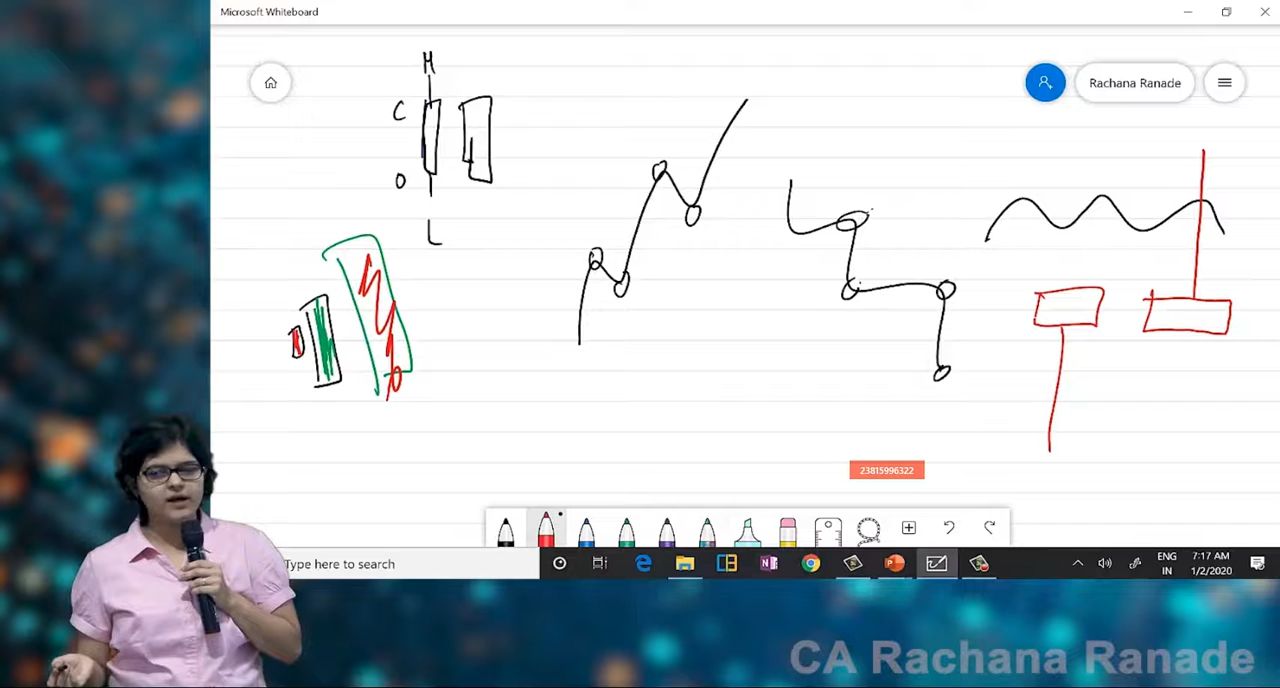 Microsoft Whiteboard
H
C
O
L
Rachana Ranade
23815996322
Type here to search
ENG
IN
7:17 AM
1/2/2020
CA Rachana Ranade